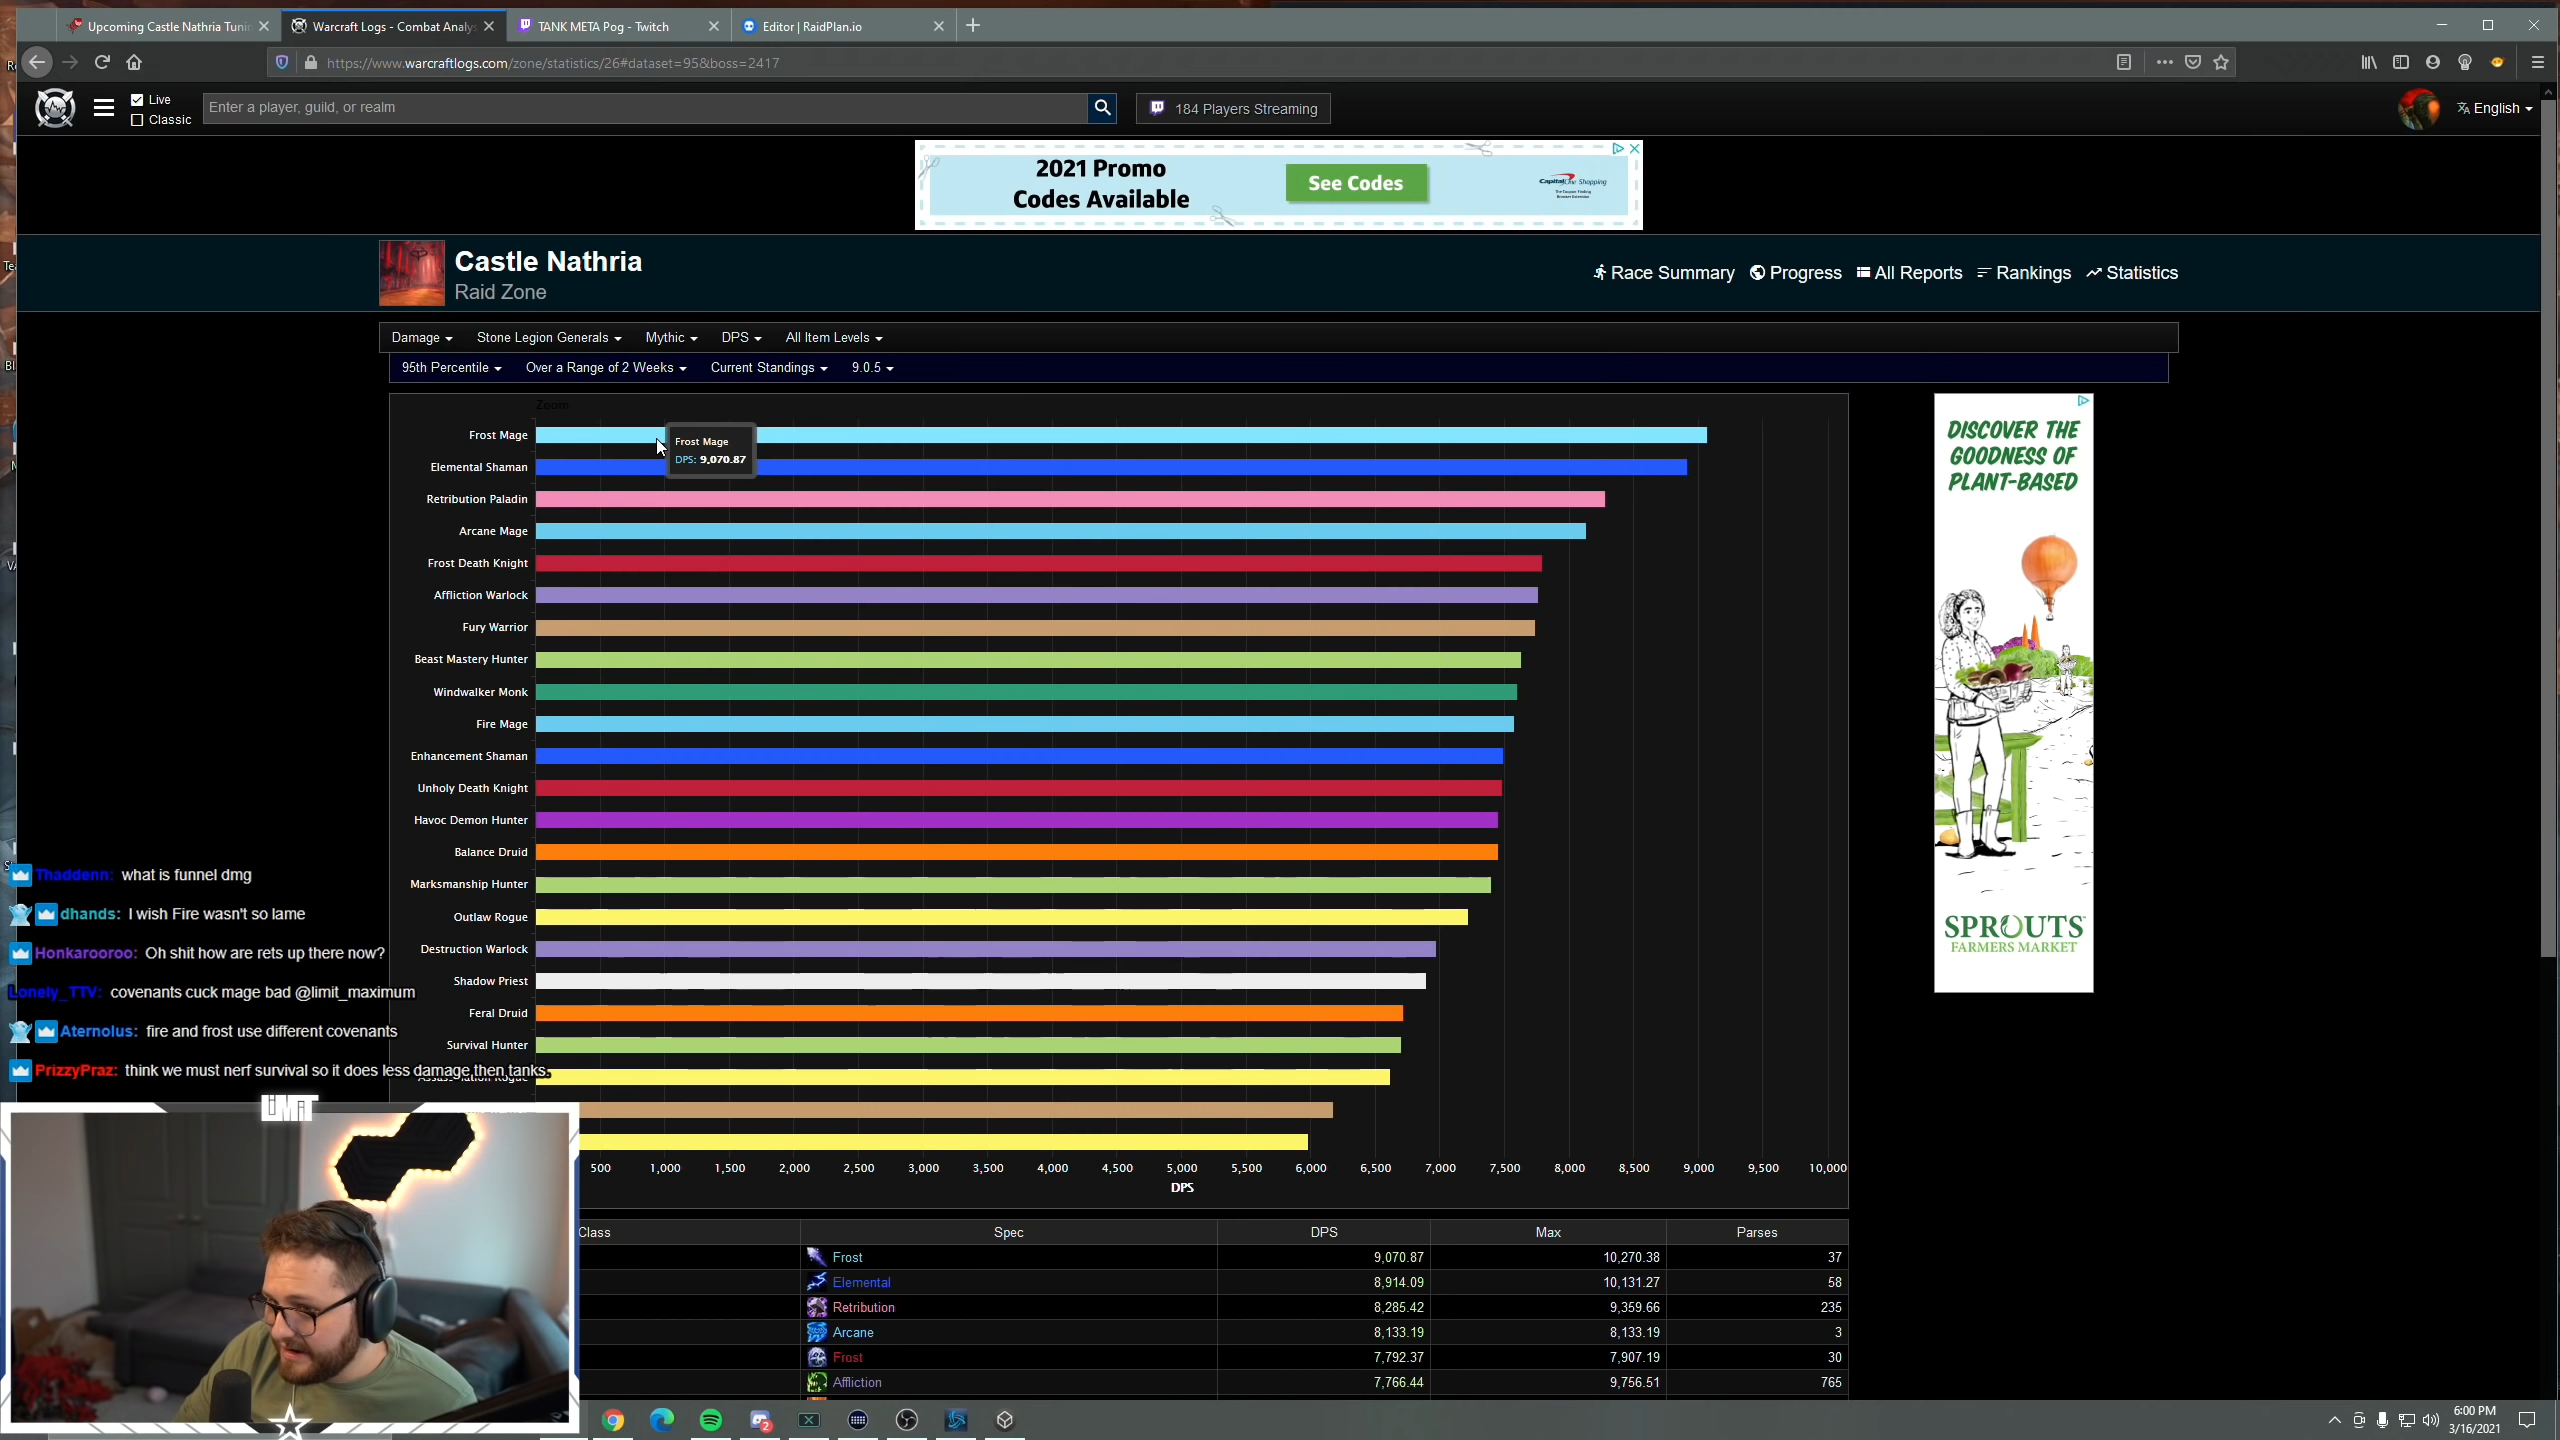 Upcoming Castle Nathria Tunin
Warcraft Logs - Combat Analys
TANK META Pog - Twitch
Editor | RaidPlan.io
https://www.warcraftlogs.com/zone/statistics/26#dataset=95&boss=2417
Live
Classic
Enter a player, guild, or realm
184 Players Streaming
English
2021 Promo
Codes Available
See Codes
Capital One Shopping
Castle Nathria
Raid Zone
Race Summary
Progress
All Reports
Rankings
Statistics
Damage
Stone Legion Generals
Mythic
DPS
All Item Levels
95th Percentile
Over a Range of 2 Weeks
Current Standings
9.0.5
Zoom
Frost Mage
Frost Mage
DPS: 9,070.87
Elemental Shaman
Retribution Paladin
Arcane Mage
Frost Death Knight
Affliction Warlock
Fury Warrior
Beast Mastery Hunter
Windwalker Monk
Fire Mage
Enhancement Shaman
Unholy Death Knight
Havoc Demon Hunter
Balance Druid
Marksmanship Hunter
Outlaw Rogue
Destruction Warlock
Shadow Priest
Feral Druid
Survival Hunter
500 1,000 1,500 2,000 2,500 3,000 3,500 4,000 4,500 5,000 5,500 6,000 6,500 7,000 7,500 8,000 8,500 9,000 9,500 10,000
DPS
Class Spec DPS Max Parses
Frost 9,070.87 10,270.38 37
Elemental 8,914.09 10,131.27 58
Retribution 8,285.42 9,359.66 235
Arcane 8,133.19 8,133.19 3
Frost 7,792.37 7,907.19 30
Affliction 7,766.44 9,756.51 765
DISCOVER THE
GOODNESS OF
PLANT-BASED
SPROUTS
FARMERS MARKET
Thaddenn: what is funnel dmg
dhands: I wish Fire wasn't so lame
Honkarooroo: Oh shit how are rets up there now?
Lonely_TTV: covenants cuck mage bad @limit_maximum
Aternolus: fire and frost use different covenants
PrizzyPraz: think we must nerf survival so it does less damage then tanks.
LIMIT
2
6:00 PM
3/16/2021